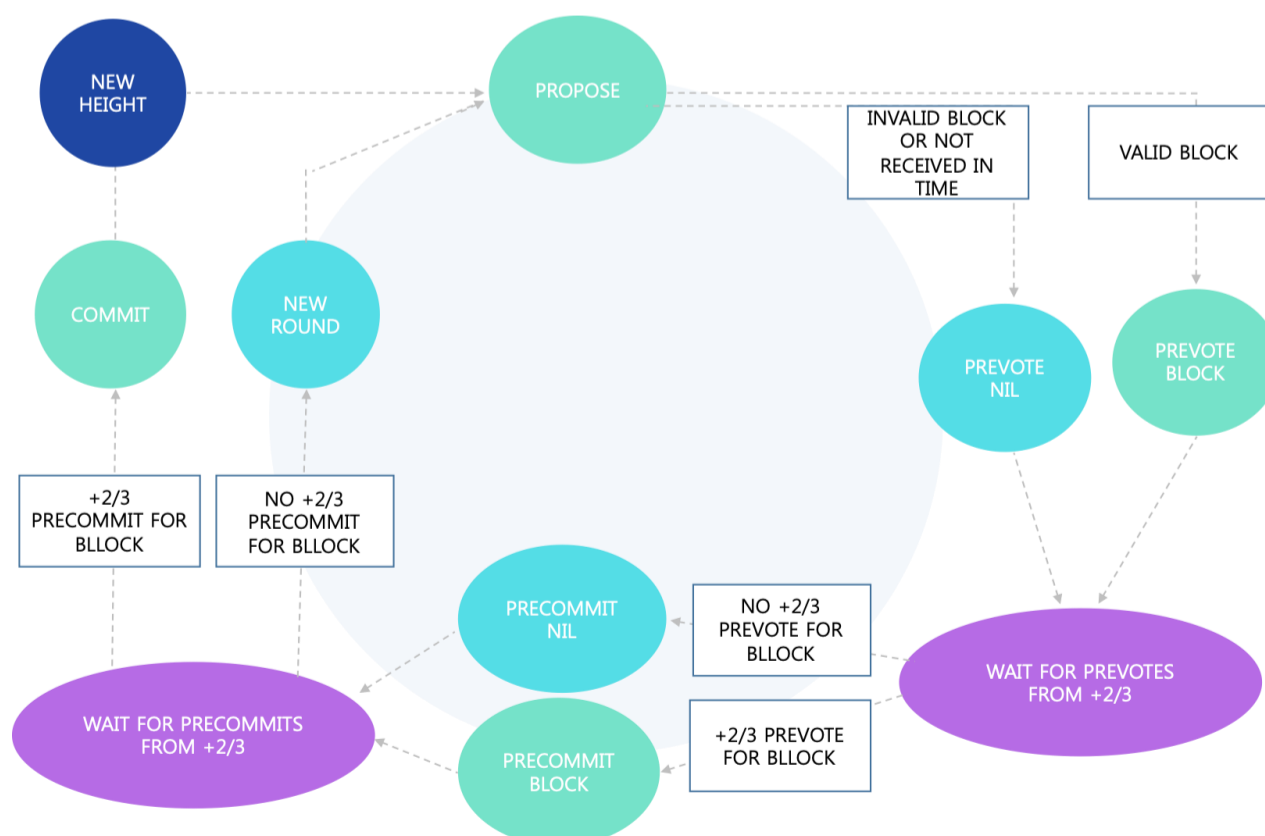 NEW
HEIGHT
PROPOSE
INVALID BLOCK
OR NOT
RECEIVED IN
TIME
VALID BLOCK
COMMIT
NEW
ROUND
PREVOTE
NIL
PREVOTE
BLOCK
+2/3
PRECOMMIT FOR
BLLOCK
NO +2/3
PRECOMMIT
FOR BLLOCK
PRECOMMIT
NIL
NO +2/3
PREVOTE FOR
BLLOCK
WAIT FOR PREVOTES
FROM +2/3
WAIT FOR PRECOMMITS
FROM +2/3
PRECOMMIT
BLOCK
+2/3 PREVOTE
FOR BLLOCK